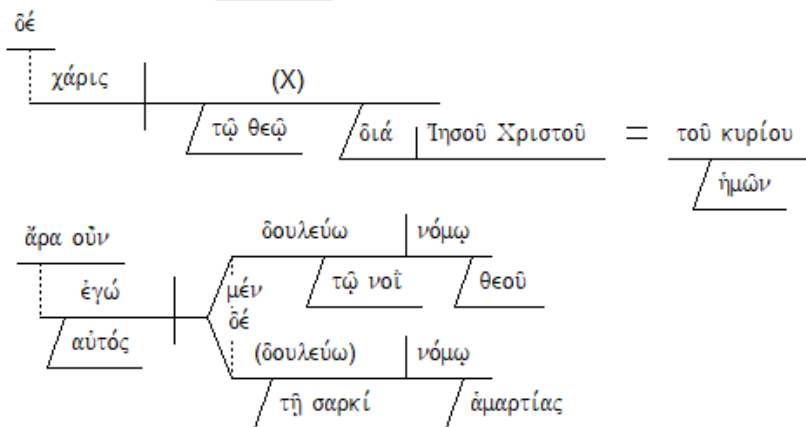 δέ
χάρις (X)
τῷ θεῷ διά Ἰησοῦ Χριστοῦ = τοῦ κυρίου
ἡμῶν
δουλεύω νόμῳ
ἄρα οὖν
τῷ νοῒ θεοῦ
ἐγώ μέν
δέ
αὐτός
(δουλεύω) νόμῳ
τῇ σαρκί ἁμαρτίας